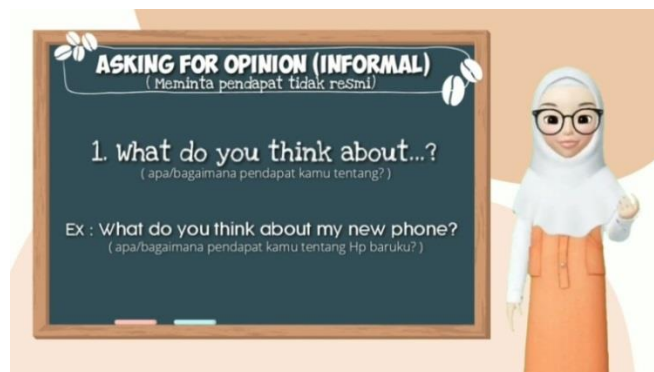 ASKING FOR OPINION (INFORMAL)
( Meminta pendapat tidak resmi)
1. What do you think about...?
( apa/bagaimana pendapat kamu tentang? )
Ex : What do you think about my new phone?
( apa/bagaimana pendapat kamu tentang Hp baruku? )